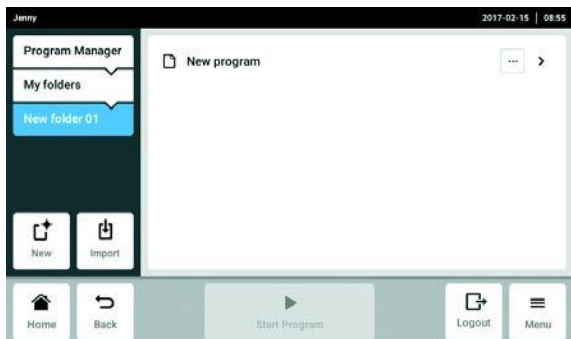 Jenny
2017-02-15 | 08:55
Program Manager
My folders
New folder 01
New program
...
New
Import
Home
Back
Start Program
Logout
Menu